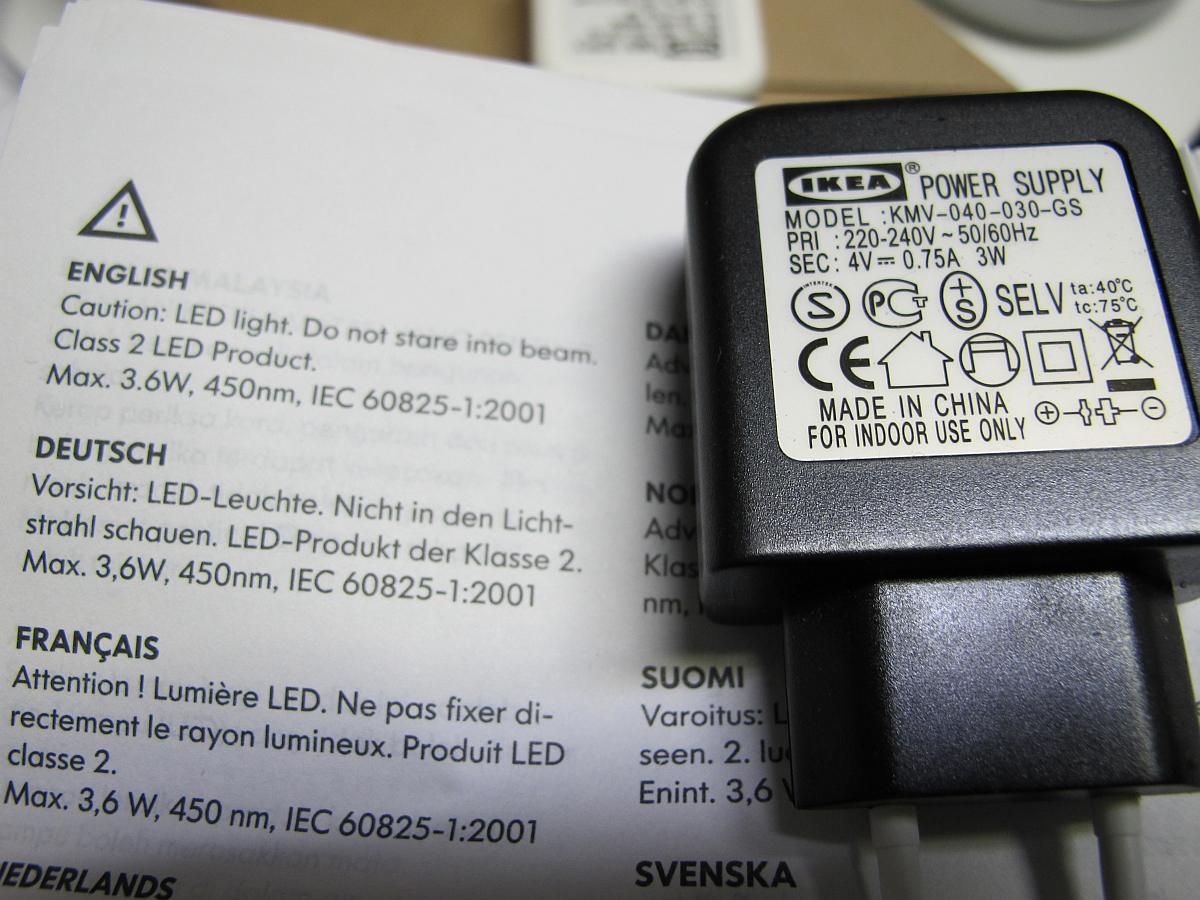 ENGLISH
Caution: LED light. Do not stare into beam.
Class 2 LED Product.
Max. 3.6W, 450nm, IEC 60825-1:2001
DEUTSCH
Vorsicht: LED-Leuchte. Nicht in den Licht-
strahl schauen. LED-Produkt der Klasse 2.
Max. 3,6W, 450nm, IEC 60825-1:2001
FRANÇAIS
Attention ! Lumière LED. Ne pas fixer di-
rectement le rayon lumineux. Produit LED
classe 2.
Max. 3,6 W, 450 nm, IEC 60825-1:2001
NEDERLANDS
SUOMI
Varoitus:
seen. 2.
Enint. 3,6
SVENSKA
IKEA® POWER SUPPLY
MODEL :KMV-040-030-GS
PRI : 220-240V ~ 50/60Hz
SEC: 4V⎓ 0.75A 3W
INTERTEK S PCT +S SELV ta:40°C
tc:75°C
CE
MADE IN CHINA
FOR INDOOR USE ONLY